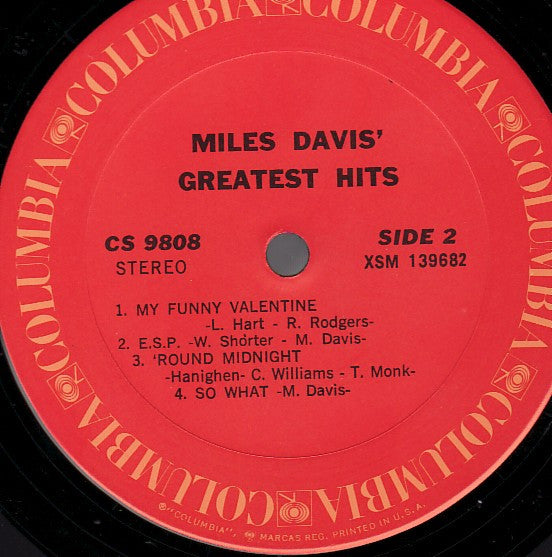 COLUMBIA COLUMBIA COLUMBIA COLUMBIA COLUMBIA COLUMBIA COLUMBIA
MILES DAVIS'
GREATEST HITS
CS 9808
SIDE 2
STEREO
XSM 139682
1. MY FUNNY VALENTINE
-L. Hart - R. Rodgers-
2. E.S.P. -W. Shorter - M. Davis-
3. 'ROUND MIDNIGHT
-Hanighen- C. Williams - T. Monk-
4. SO WHAT -M. Davis-
®"COLUMBIA", MARCAS REG. PRINTED IN U.S.A.